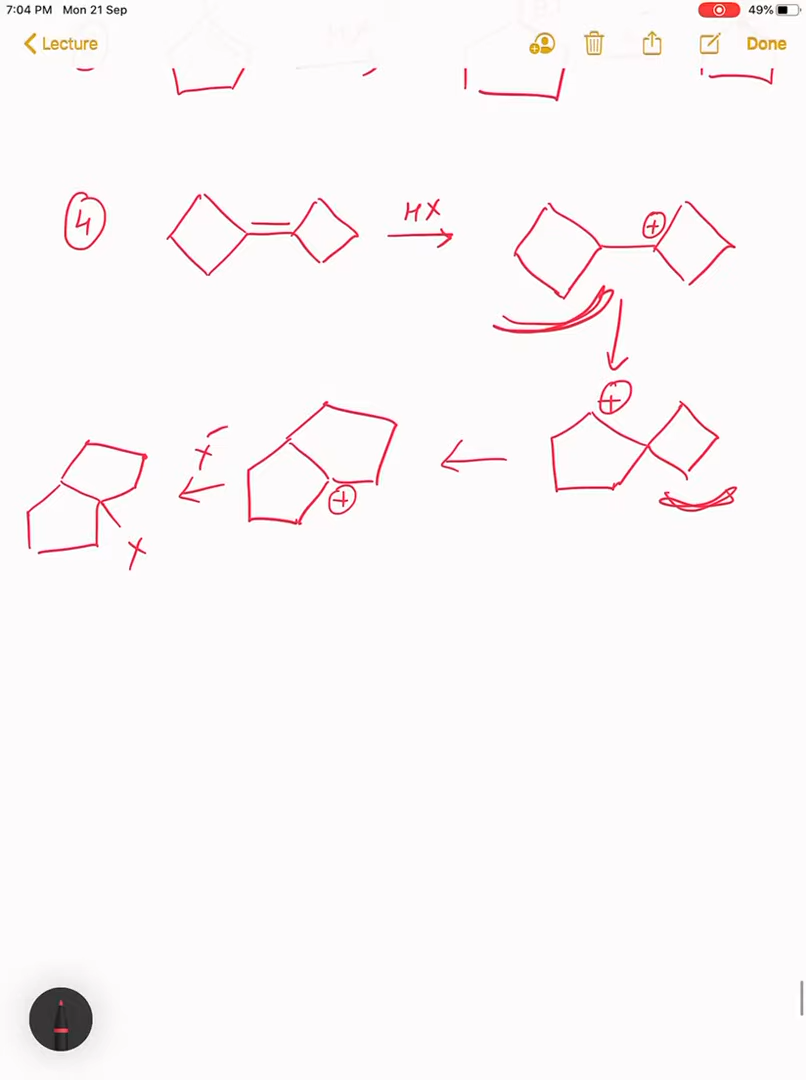 7:04 PM Mon 21 Sep
49%
Lecture
Done
4
HX
+
+
X⁻
+
X